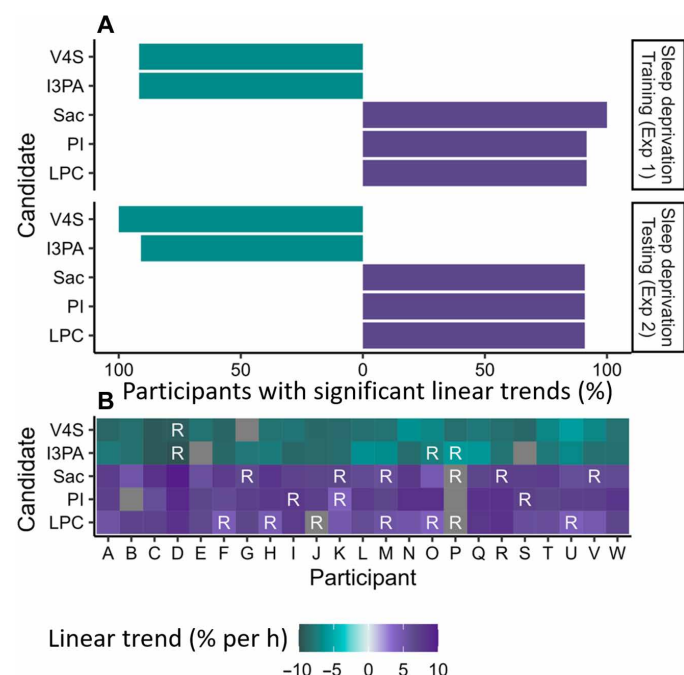 A
V4S
I3PA
Sac
PI
LPC
Sleep deprivation
Training (Exp 1)
V4S
I3PA
Sac
PI
LPC
Sleep deprivation
Testing (Exp 2)
Candidate
100 50 0 50 100
Participants with significant linear trends (%)
B
V4S R
I3PA R R R
Sac R R R R R R
PI R R R
LPC R R R R R R R
Candidate
A B C D E F G H I J K L M N O P Q R S T U V W
Participant
Linear trend (% per h)
−10 −5 0 5 10